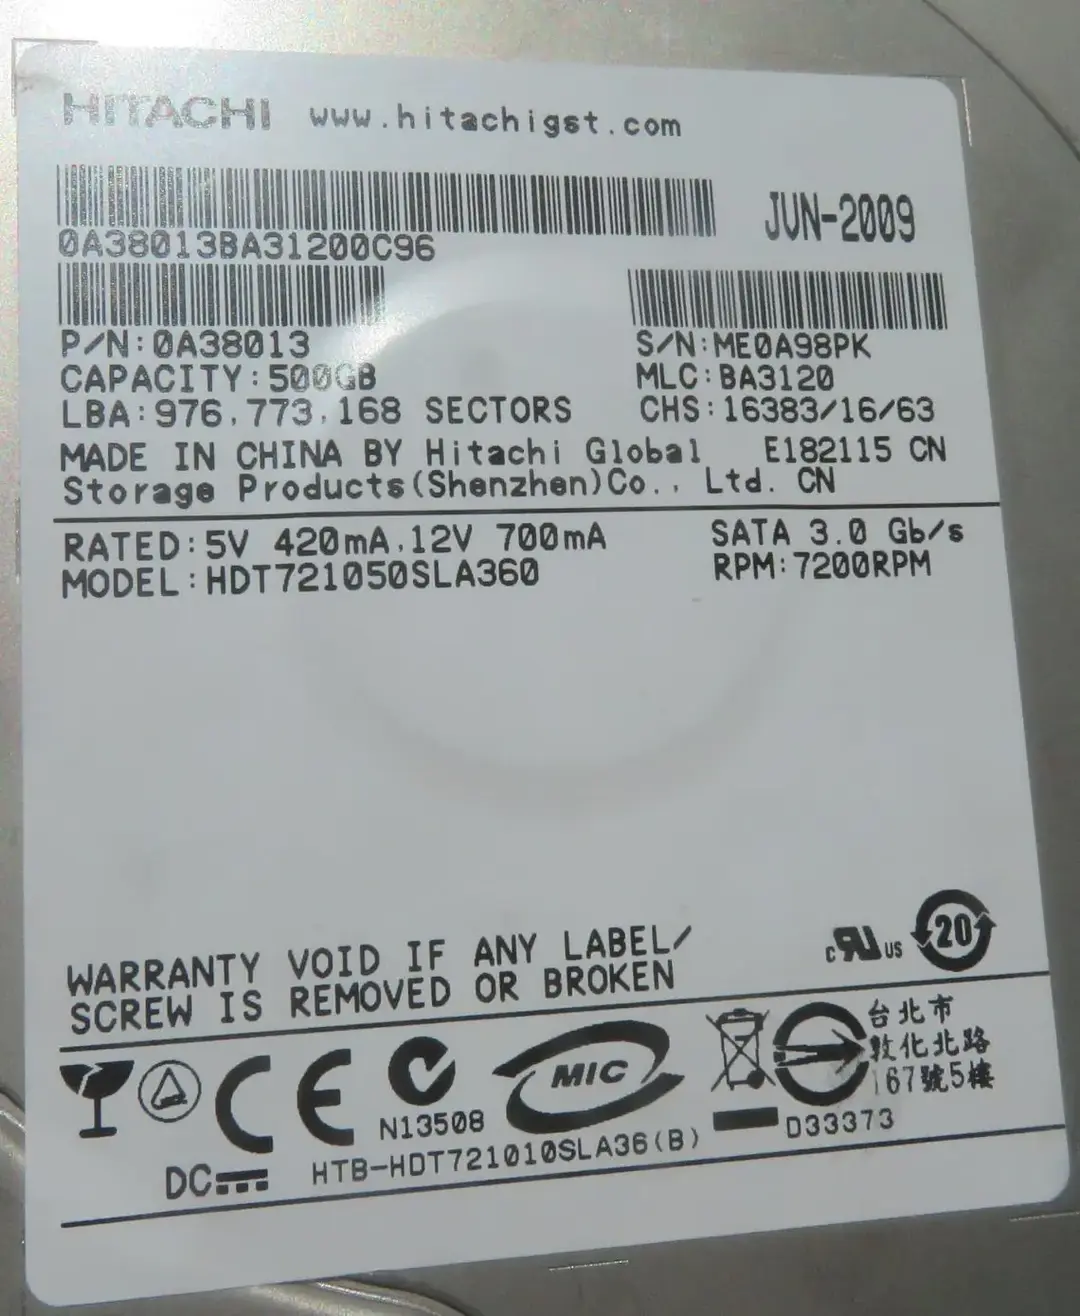 HITACHI www.hitachigst.com
0A38013BA31200C96
JUN-2009
P/N:0A38013
S/N:ME0A98PK
CAPACITY:500GB
MLC:BA3120
LBA:976,773,168 SECTORS
CHS:16383/16/63
MADE IN CHINA BY Hitachi Global E182115 CN
Storage Products(Shenzhen)Co., Ltd. CN
RATED:5V 420mA,12V 700mA
SATA 3.0 Gb/s
MODEL:HDT721050SLA360
RPM:7200RPM
WARRANTY VOID IF ANY LABEL/
SCREW IS REMOVED OR BROKEN
c RU us
20
CE
N13508
MIC
台北市
敦化北路
167號5樓
D33373
DC
HTB-HDT721010SLA36(B)